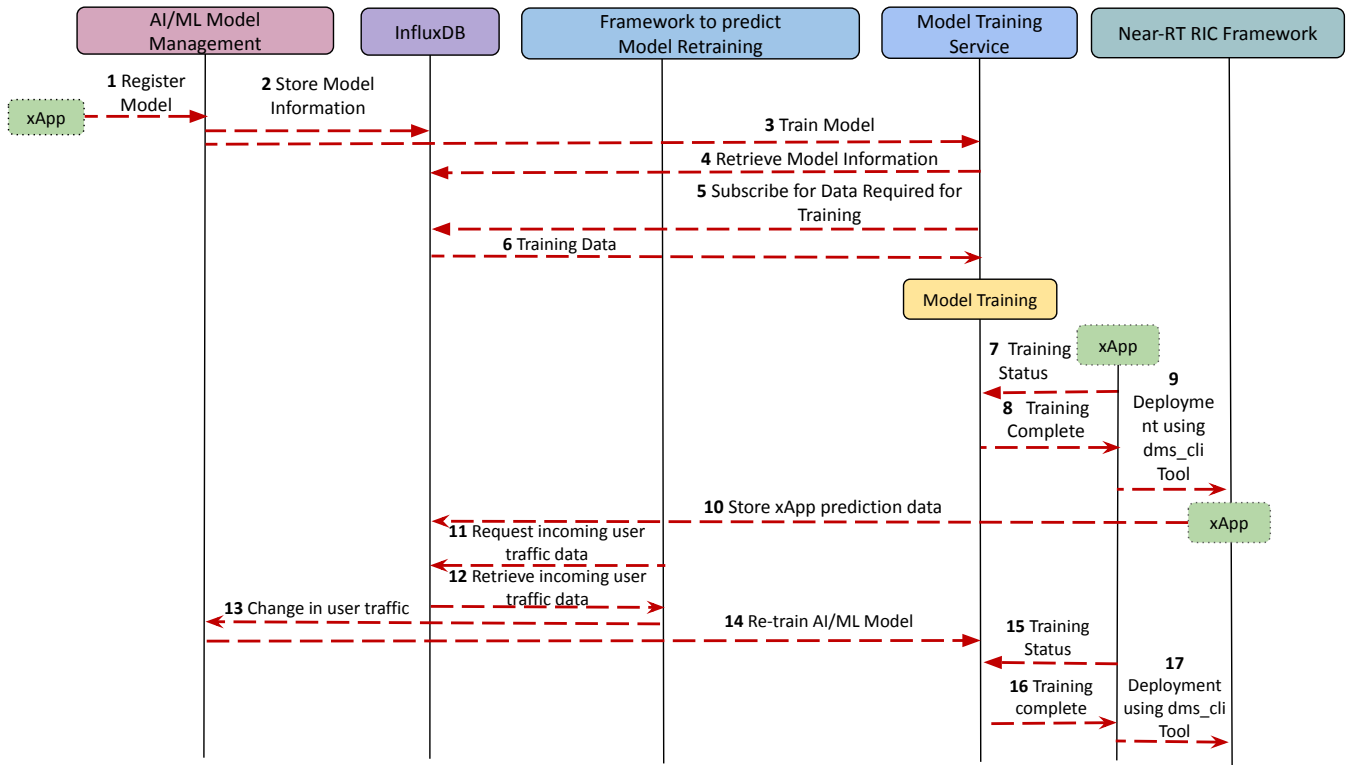 AI/ML Model
Management
InfluxDB
Framework to predict
Model Retraining
Model Training
Service
Near-RT RIC Framework
xApp
1 Register
Model
2 Store Model
Information
3 Train Model
4 Retrieve Model Information
5 Subscribe for Data Required for
Training
6 Training Data
Model Training
7 Training
Status
xApp
8 Training
Complete
9
Deployme
nt using
dms_cli
Tool
10 Store xApp prediction data
xApp
11 Request incoming user
traffic data
12 Retrieve incoming user
traffic data
13 Change in user traffic
14 Re-train AI/ML Model
15 Training
Status
16 Training
complete
17
Deployment
using dms_cli
Tool